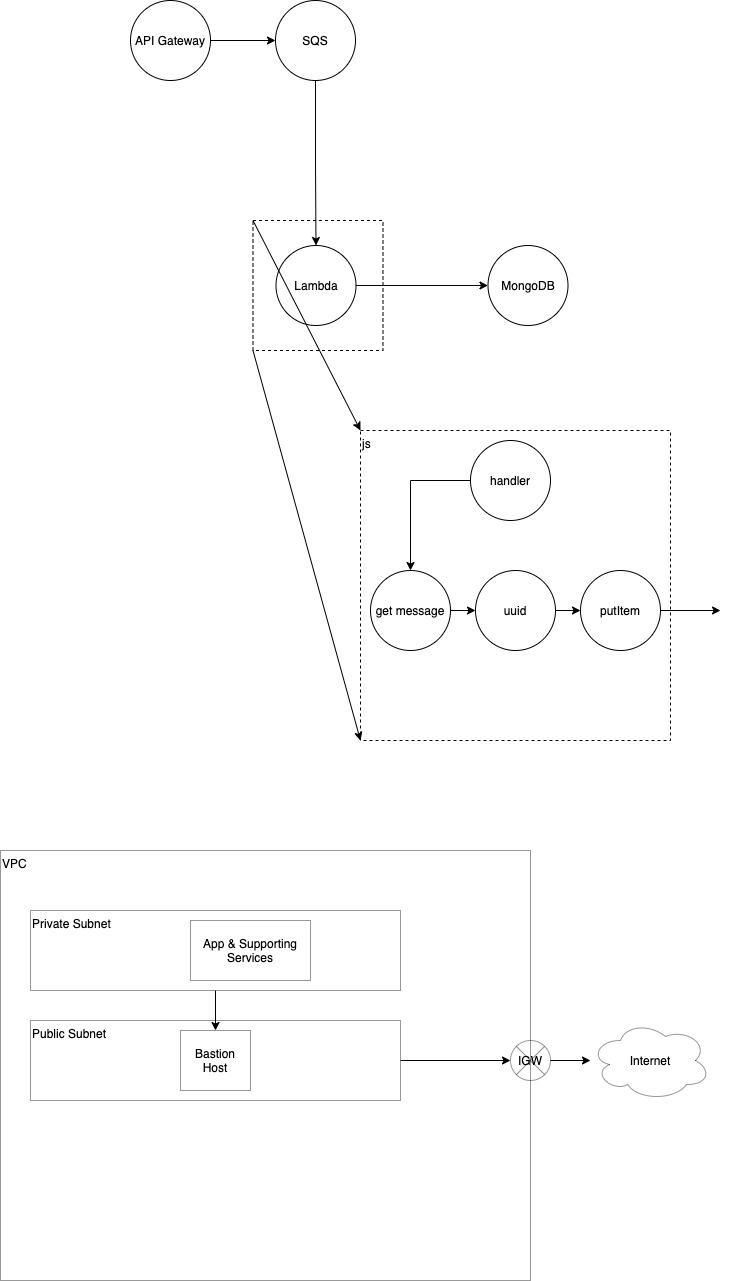 API Gateway
SQS
Lambda
MongoDB
js
handler
get message
uuid
putItem
VPC
Private Subnet
App & Supporting
Services
Public Subnet
Bastion
Host
IGW
Internet